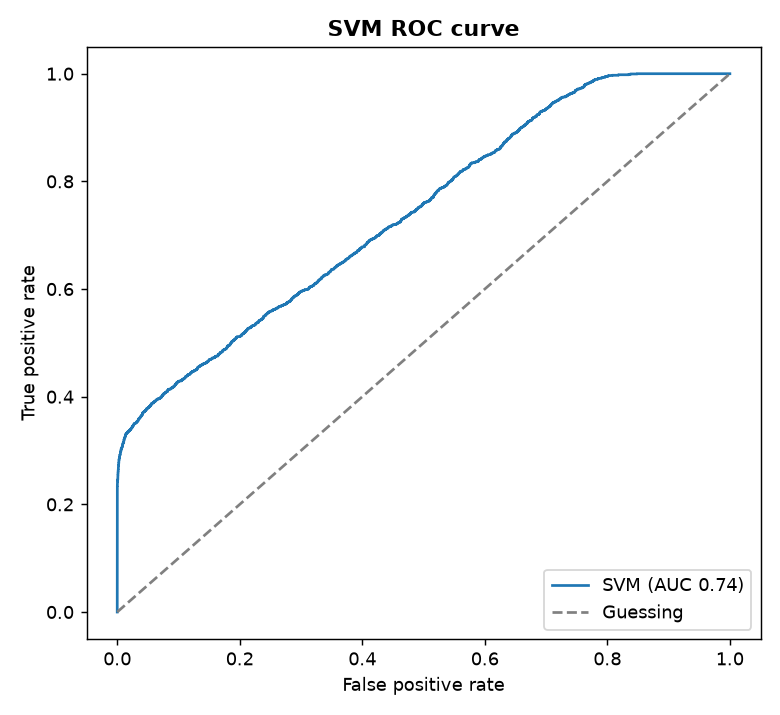 SVM ROC curve
True positive rate
1.0
0.8
0.6
0.4
0.2
0.0
0.0 0.2 0.4 0.6 0.8 1.0
False positive rate
SVM (AUC 0.74)
Guessing